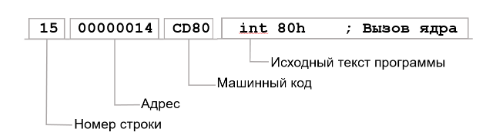 15 00000014 CD80 int 80h ; Вызов ядра
Исходный текст программы
Машинный код
Адрес
Номер строки